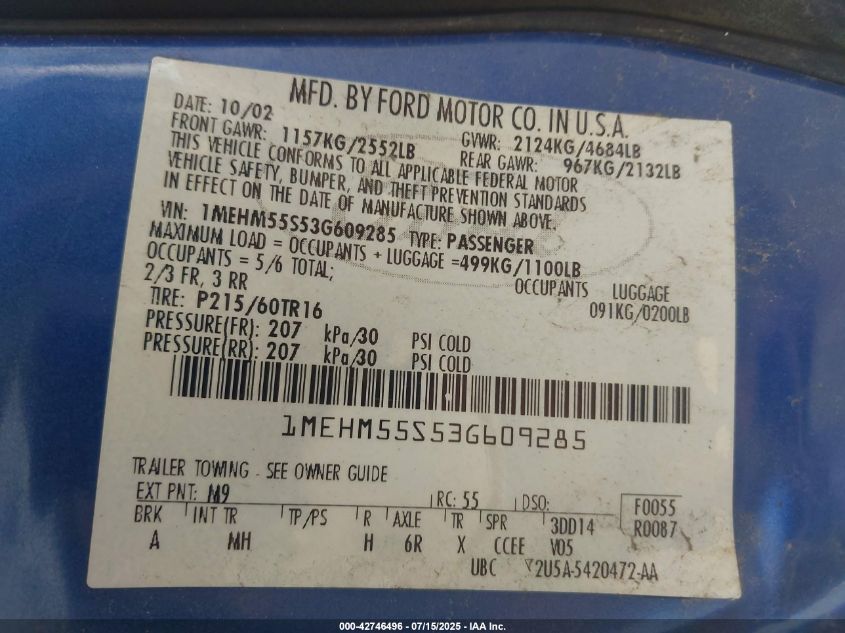 MFD. BY FORD MOTOR CO. IN U.S.A.
DATE: 10/02 GVWR: 2124KG/4684LB
FRONT GAWR: 1157KG/2552LB REAR GAWR: 967KG/2132LB
THIS VEHICLE CONFORMS TO ALL APPLICABLE FEDERAL MOTOR
VEHICLE SAFETY, BUMPER, AND THEFT PREVENTION STANDARDS
IN EFFECT ON THE DATE OF MANUFACTURE SHOWN ABOVE.
VIN: 1MEHM55S53G609285 TYPE: PASSENGER
MAXIMUM LOAD = OCCUPANTS + LUGGAGE =499KG/1100LB
OCCUPANTS = 5/6 TOTAL; OCCUPANTS LUGGAGE
2/3 FR, 3 RR 091KG/0200LB
TIRE: P215/60TR16
PRESSURE(FR): 207 kPa/30 PSI COLD
PRESSURE(RR): 207 kPa/30 PSI COLD
1MEHM55S53G609285
TRAILER TOWING - SEE OWNER GUIDE
EXT PNT: M9 RC: 55 DSO: F0055
BRK INT TR TP/PS R AXLE TR SPR 3DD14 R0087
A MH H 6R X CCEE V05
UBC 2U5A-5420472-AA
000-42746496 - 07/15/2025 - IAA Inc.